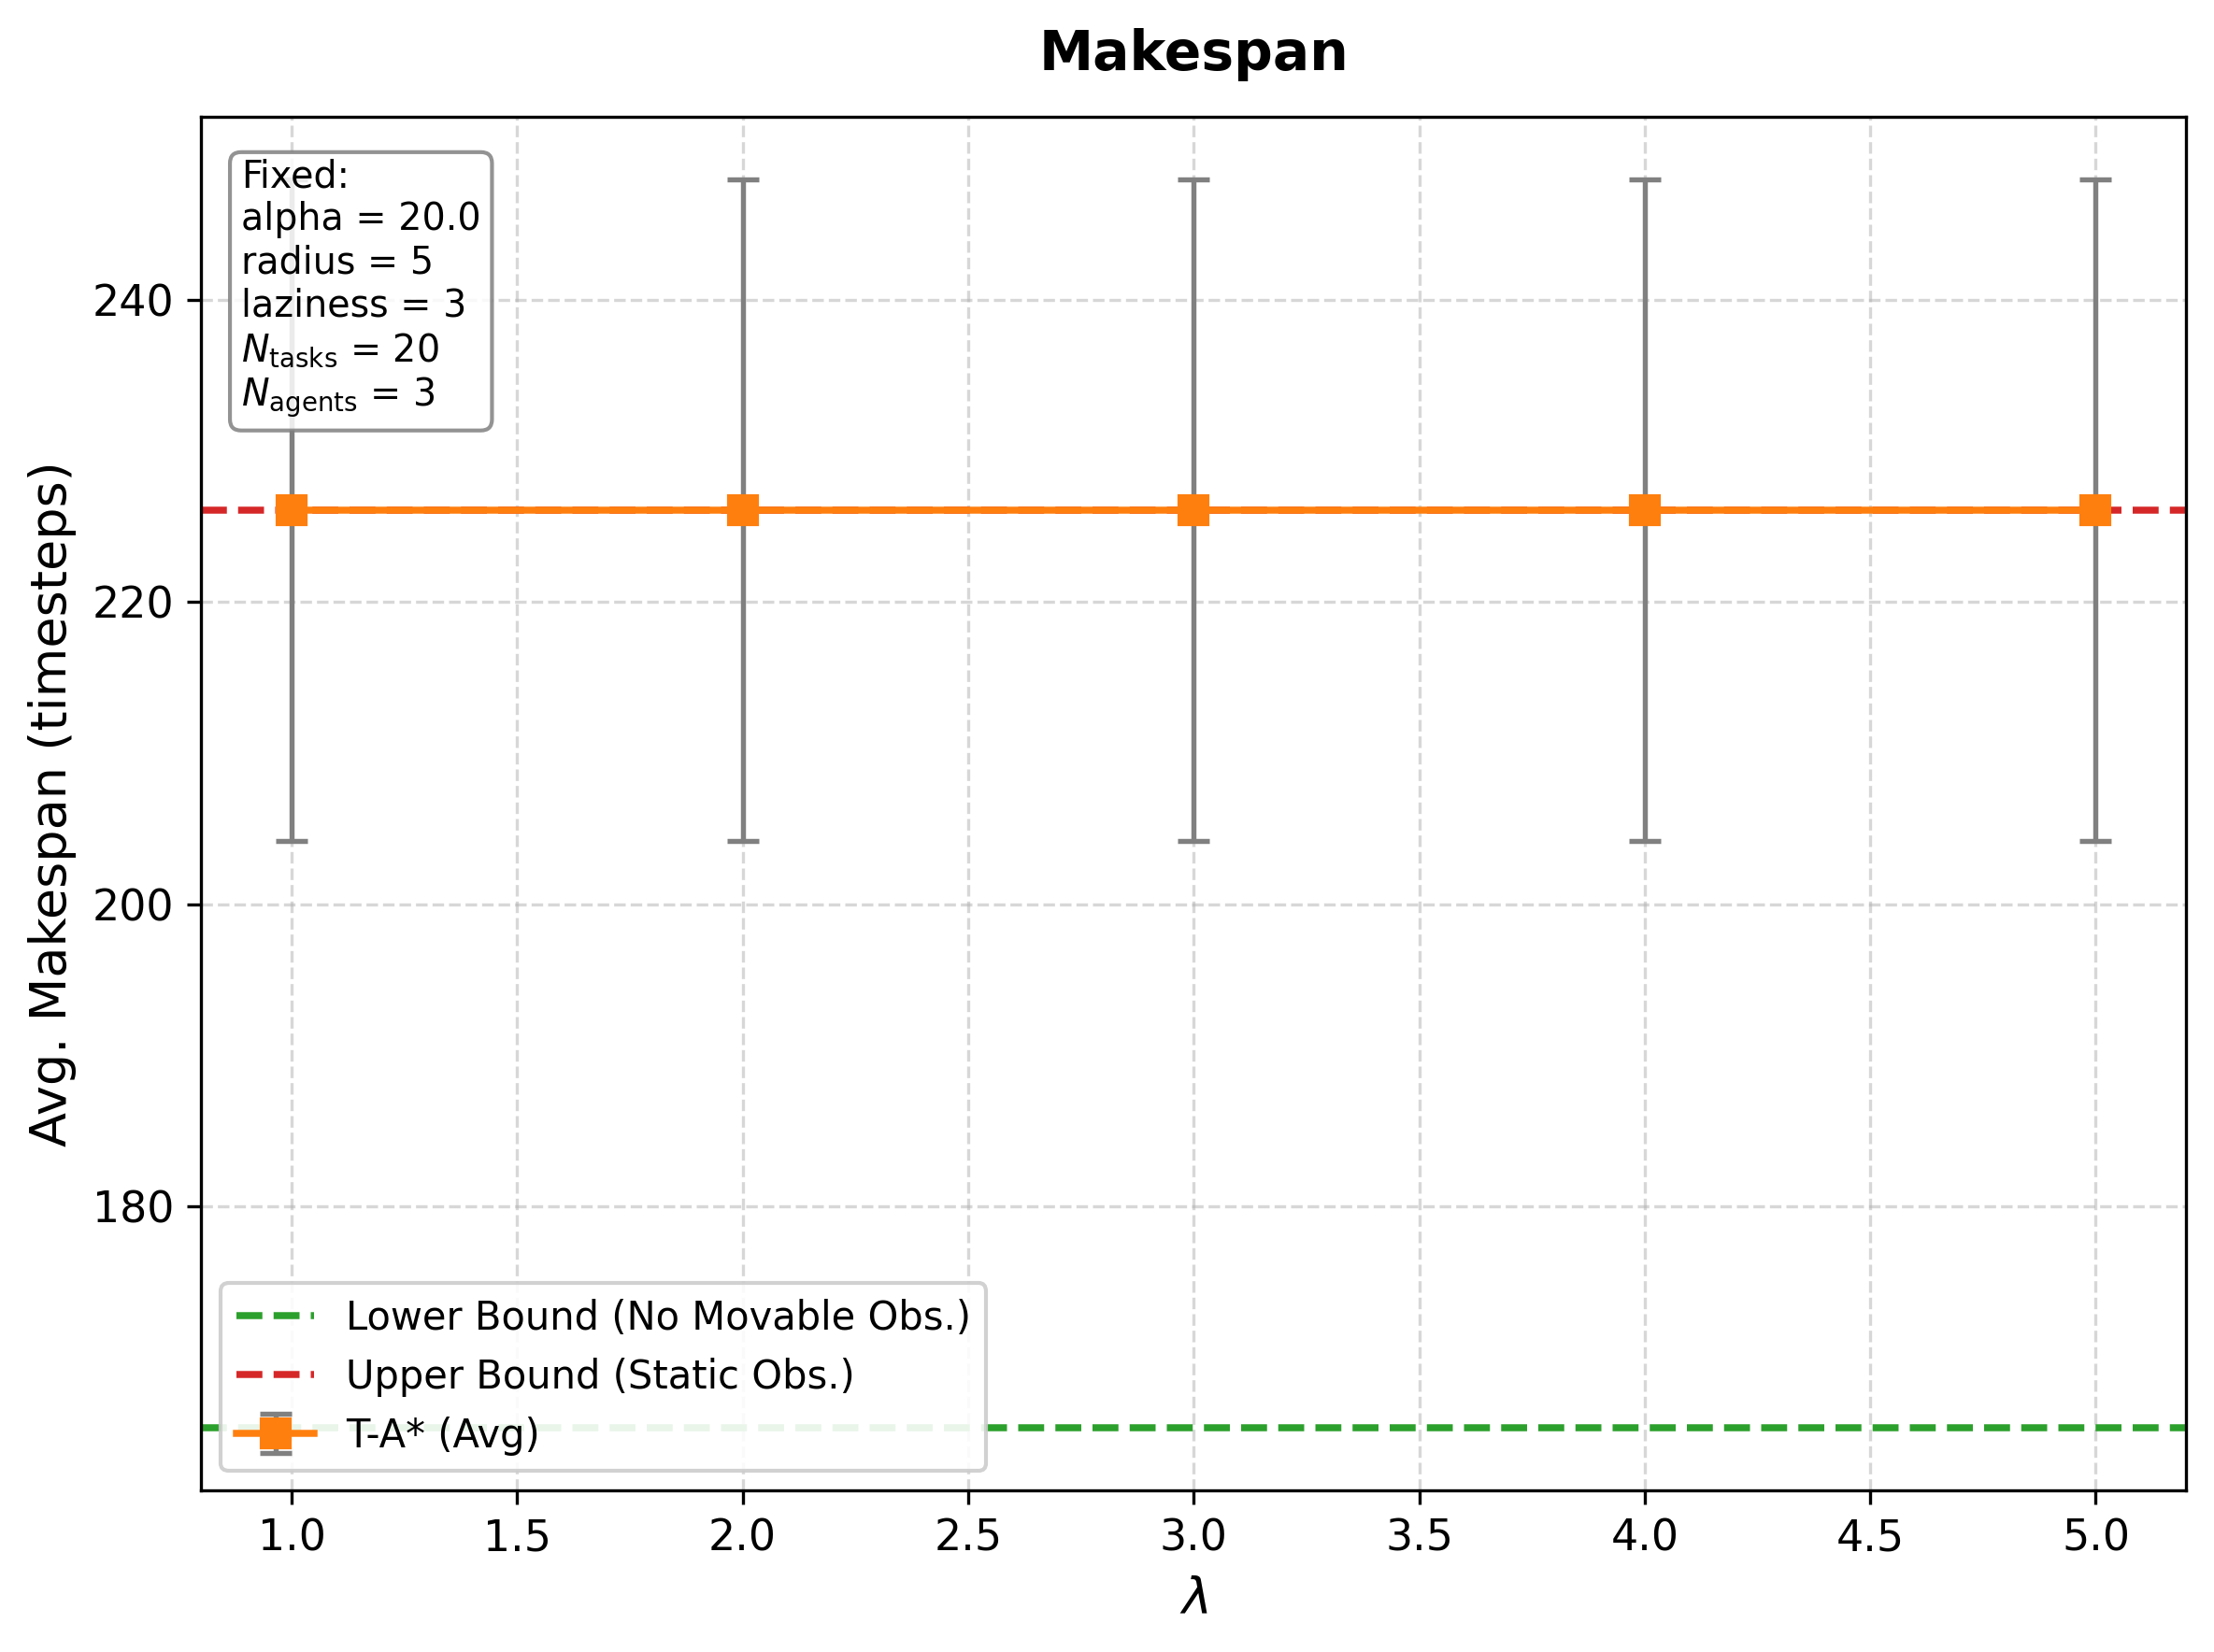 Makespan
Fixed:
alpha = 20.0
radius = 5
laziness = 3
N_tasks = 20
N_agents = 3
240
220
200
180
Avg. Makespan (timesteps)
Lower Bound (No Movable Obs.)
Upper Bound (Static Obs.)
T-A* (Avg)
1.0 1.5 2.0 2.5 3.0 3.5 4.0 4.5 5.0
λ